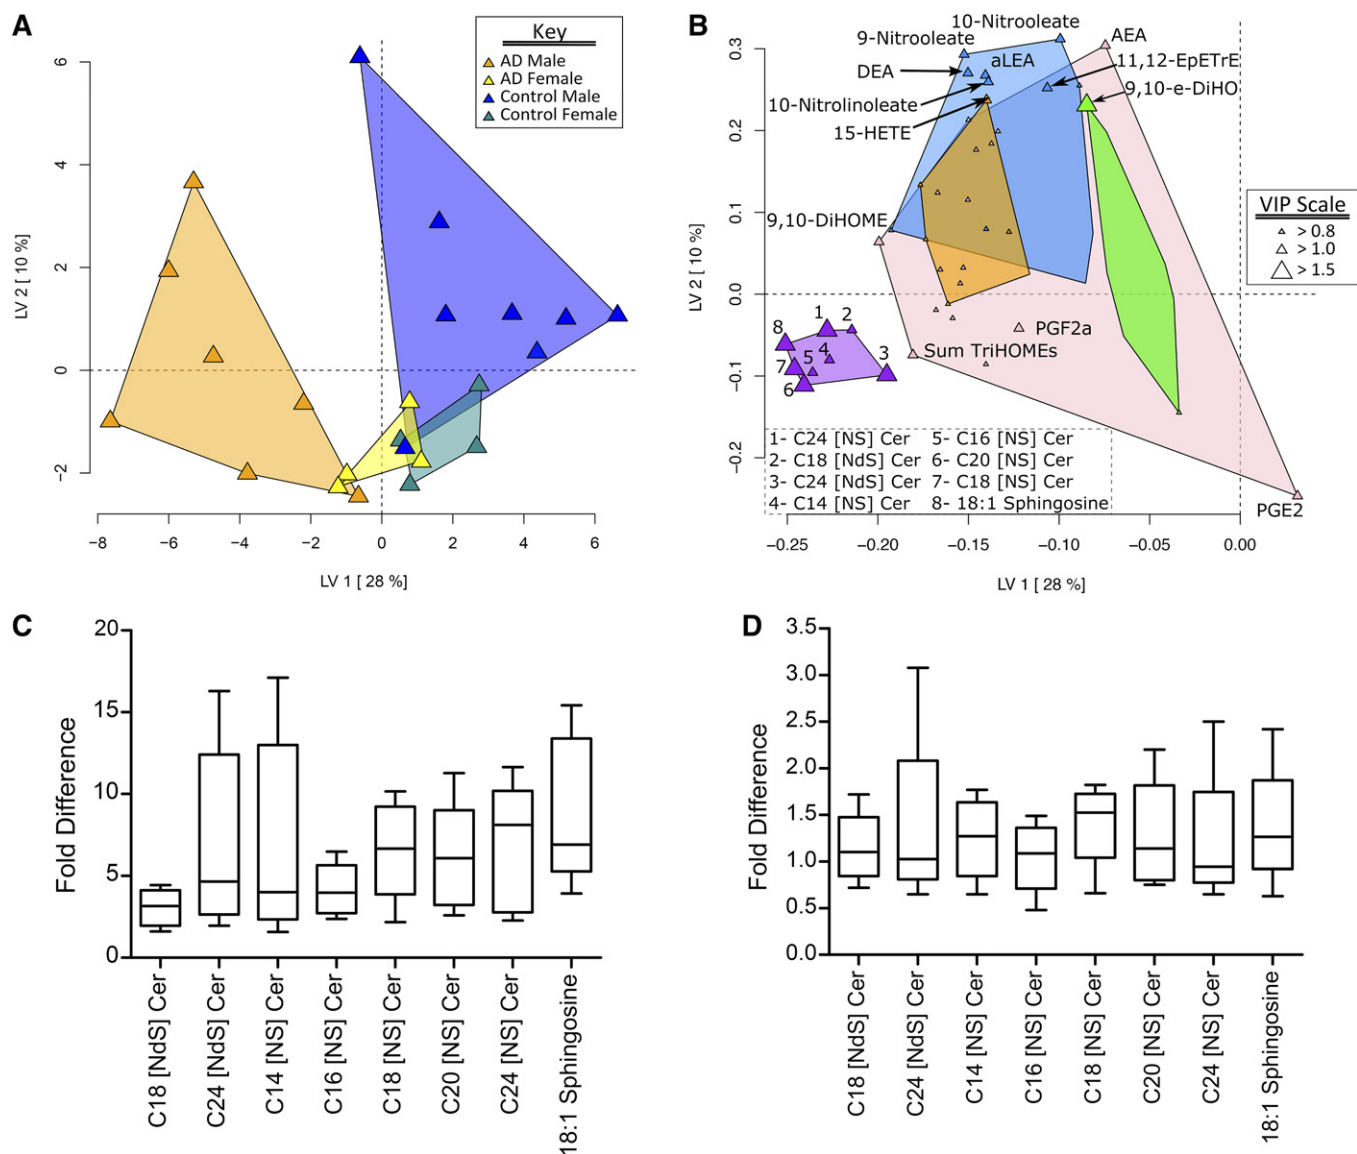 A
Key
AD Male
AD Female
Control Male
Control Female
6
4
2
0
−2
LV 2 [ 10 %]
−8 −6 −4 −2 0 2 4 6
LV 1 [ 28 %]
B
10-Nitrooleate
9-Nitrooleate
AEA
DEA
aLEA
11,12-EpETrE
10-Nitrolinoleate
9,10-e-DiHO
15-HETE
9,10-DiHOME
VIP Scale
> 0.8
> 1.0
> 1.5
8 1 2
7 5 4 3
6
PGF2a
Sum TriHOMEs
PGE2
1- C24 [NS] Cer 5- C16 [NS] Cer
2- C18 [NdS] Cer 6- C20 [NS] Cer
3- C24 [NdS] Cer 7- C18 [NS] Cer
4- C14 [NS] Cer 8- 18:1 Sphingosine
0.3
0.2
0.1
0.0
−0.1
−0.2
LV 2 [ 10 %]
−0.25 −0.20 −0.15 −0.10 −0.05 0.00
LV 1 [ 28 %]
C
20
15
10
5
0
Fold Difference
C18 [NdS] Cer
C24 [NdS] Cer
C14 [NS] Cer
C16 [NS] Cer
C18 [NS] Cer
C20 [NS] Cer
C24 [NS] Cer
18:1 Sphingosine
D
3.5
3.0
2.5
2.0
1.5
1.0
0.5
0.0
Fold Difference
C18 [NdS] Cer
C24 [NdS] Cer
C14 [NS] Cer
C16 [NS] Cer
C18 [NS] Cer
C20 [NS] Cer
C24 [NS] Cer
18:1 Sphingosine